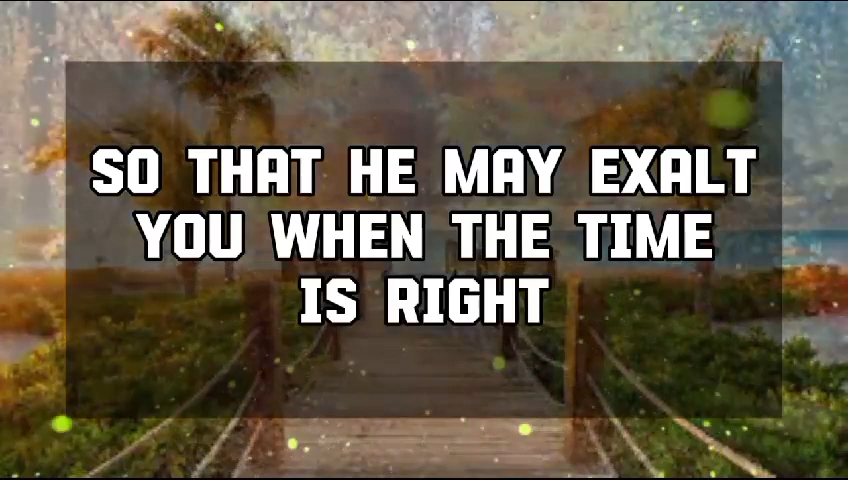 SO THAT HE MAY EXALT
YOU WHEN THE TIME
IS RIGHT